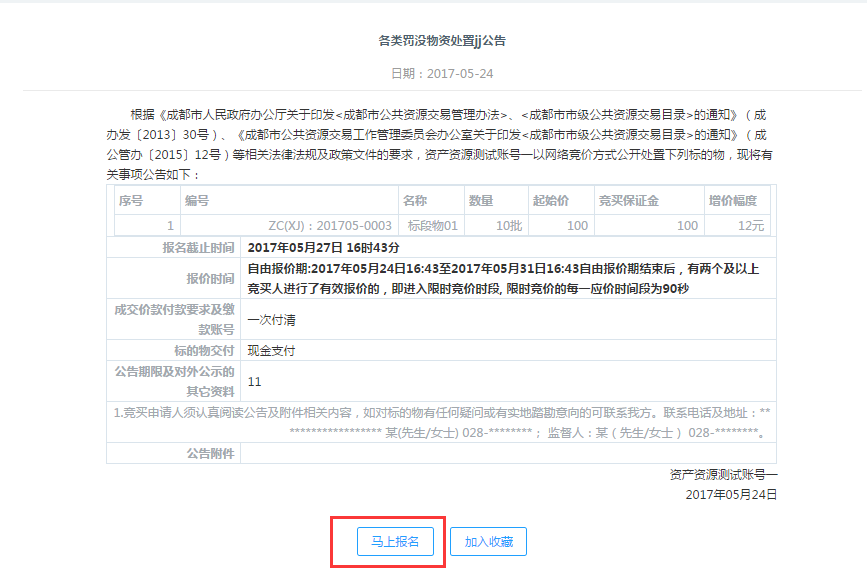 各类罚没物资处置jj公告
日期：2017-05-24
根据《成都市人民政府办公厅关于印发<成都市公共资源交易管理办法>、<成都市市级公共资源交易目录>的通知》（成
办发〔2013〕30号）、《成都市公共资源交易工作管理委员会办公室关于印发<成都市市级公共资源交易目录>的通知》（成
公管办〔2015〕12号）等相关法律法规及政策文件的要求，资产资源测试账号一以网络竞价方式公开处置下列标的物，现将有
关事项公告如下：
序号 编号 名称 数量 起始价 竞买保证金 增价幅度
1 ZC(XJ)：201705-0003 标段物01 10批 100 100 12元
报名截止时间 2017年05月27日 16时43分
报价时间 自由报价期:2017年05月24日16:43至2017年05月31日16:43自由报价期结束后，有两个及以上
竞买人进行了有效报价的，即进入限时竞价时段, 限时竞价的每一应价时间段为90秒
成交价款付款要求及缴
款账号 一次付清
标的物交付 现金支付
公告期限及对外公示的
其它资料 11
1.竞买申请人须认真阅读公告及附件相关内容，如对标的物有任何疑问或有实地踏勘意向的可联系我方。联系电话及地址：**
***************** 某(先生/女士) 028-********； 监督人：某（先生/女士） 028-********。
公告附件
资产资源测试账号一
2017年05月24日
马上报名 加入收藏